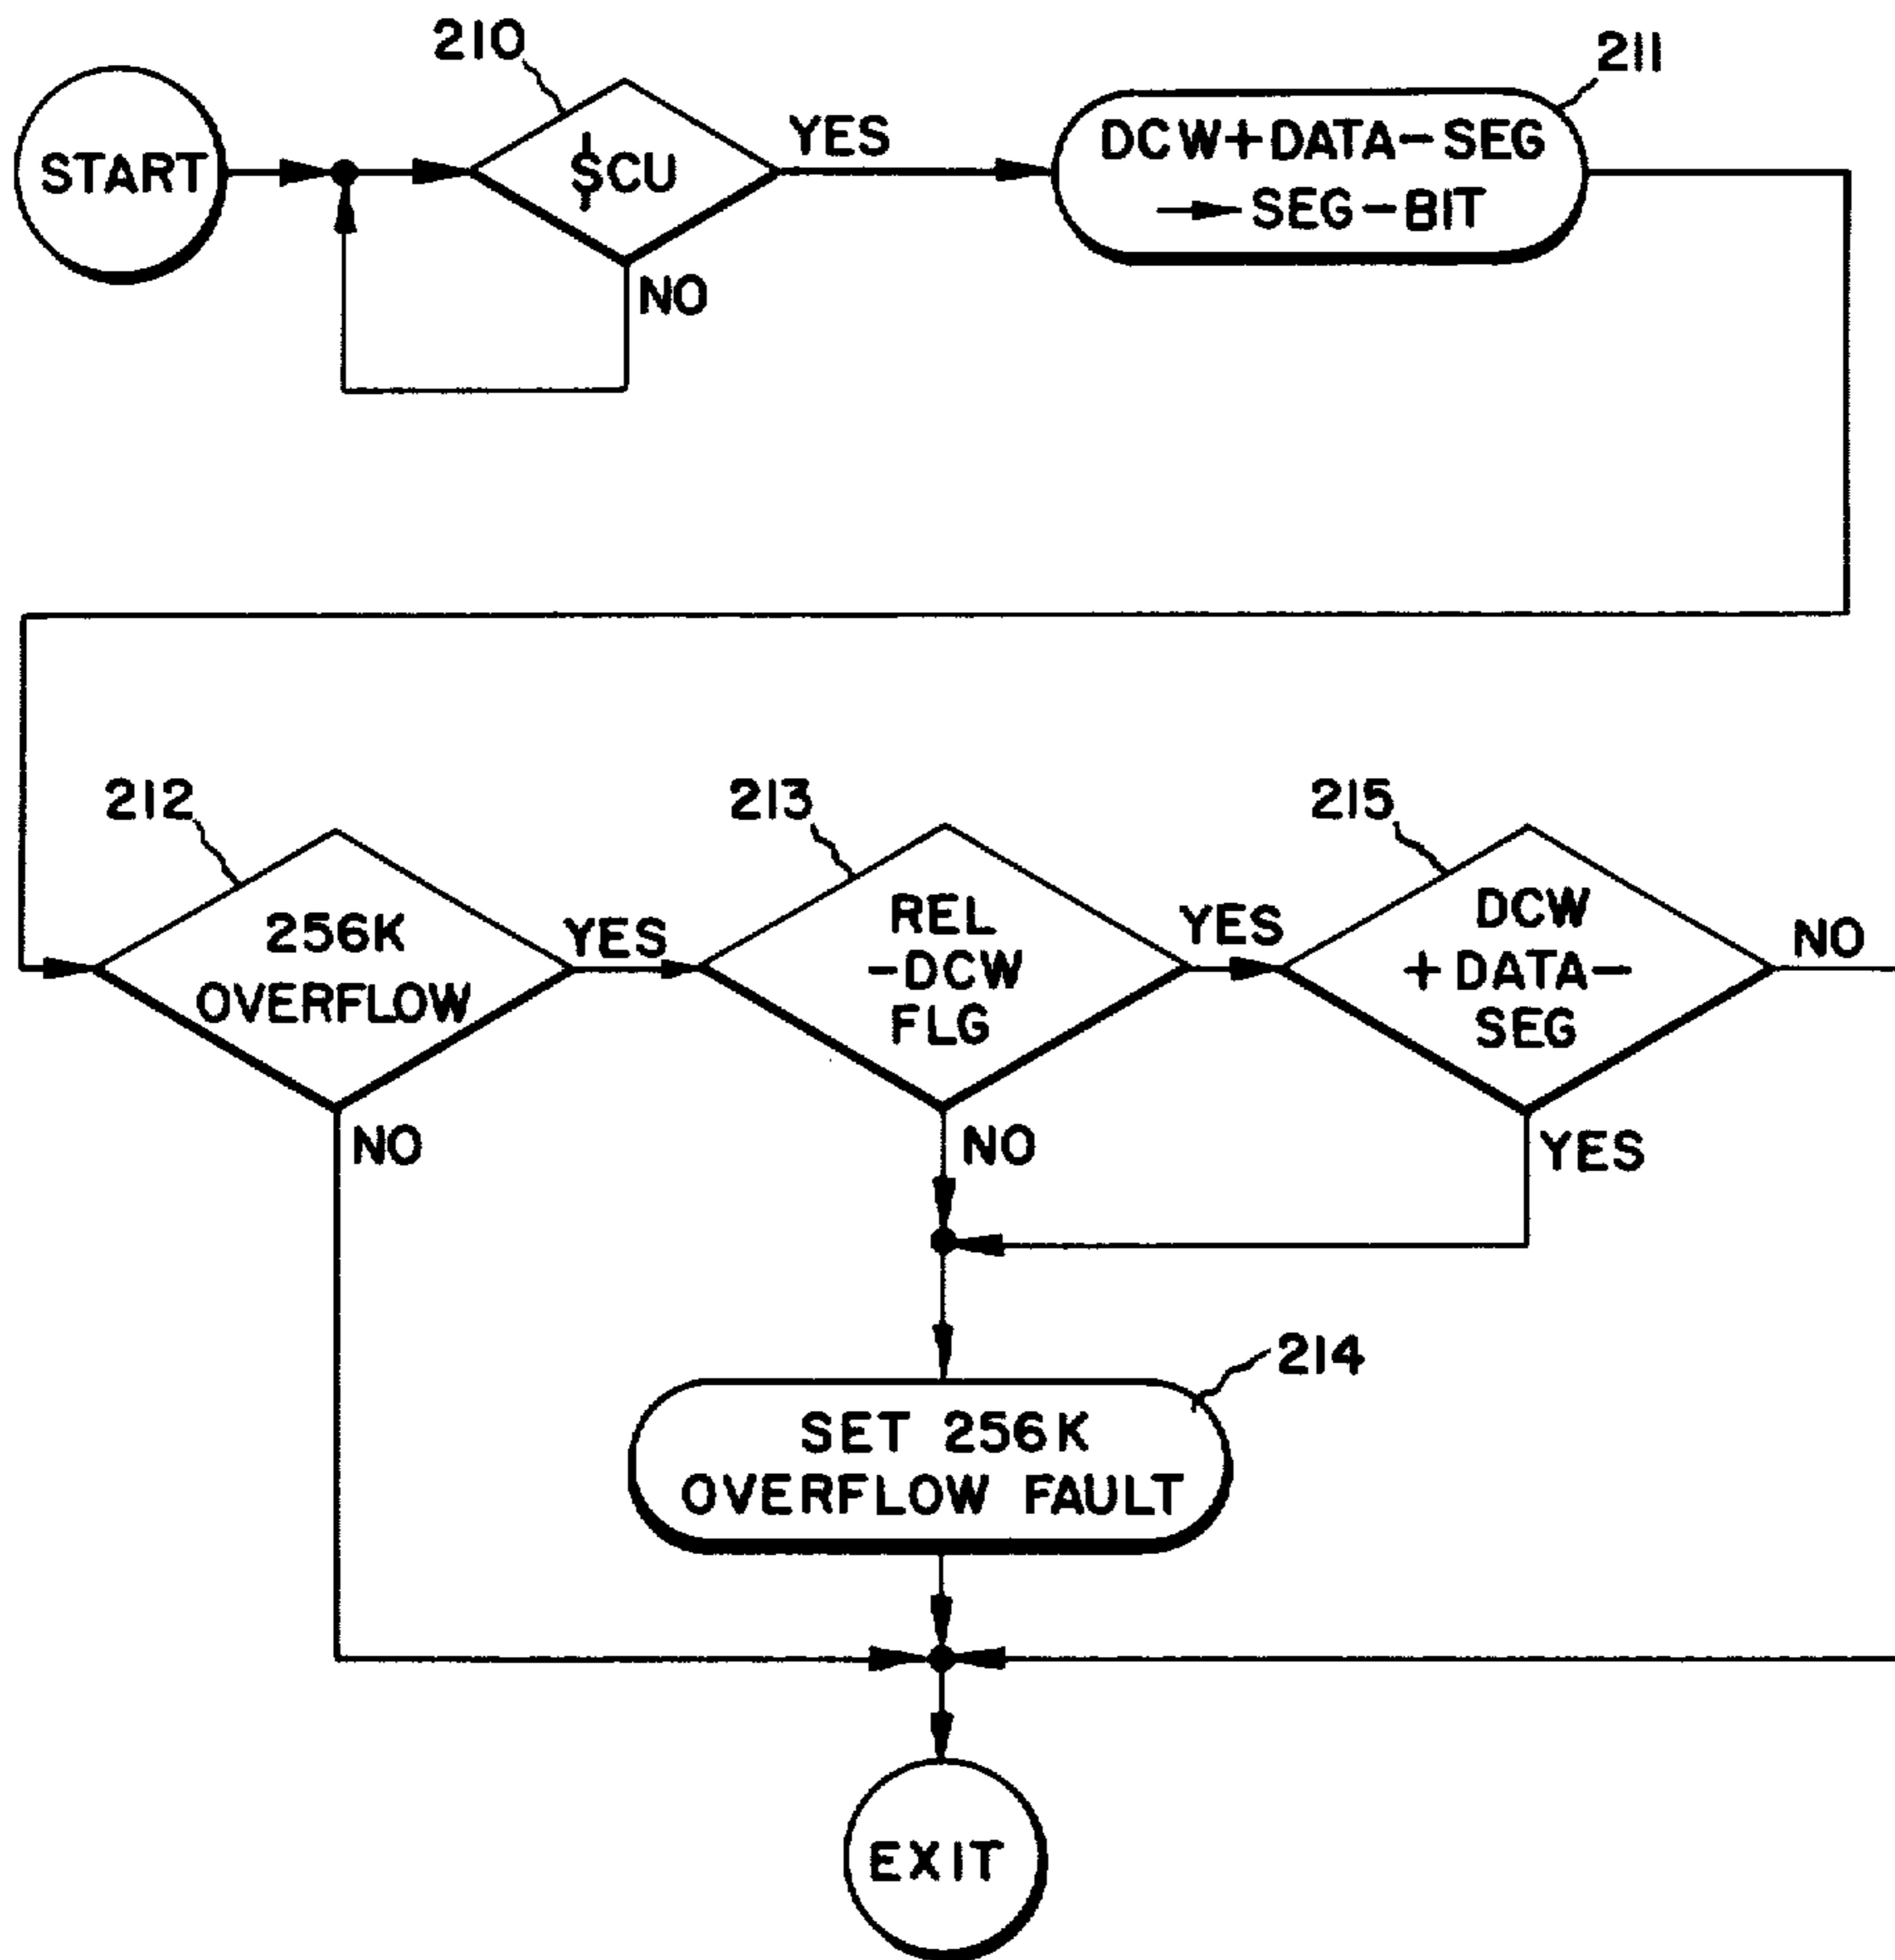 210
211
START
$CU
YES
NO
DCW+DATA-SEG
→ SEG-BIT
212
213
215
256K
OVERFLOW
YES
NO
REL
-DCW
FLG
YES
NO
DCW
+DATA-
SEG
NO
YES
214
SET 256K
OVERFLOW FAULT
EXIT